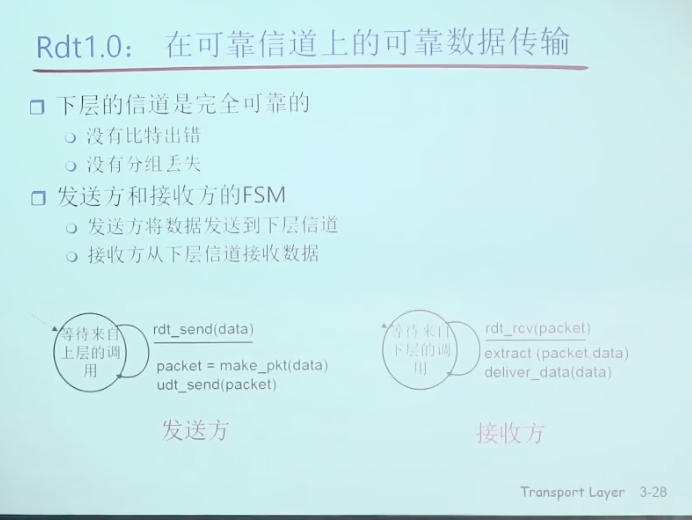 Rdt1.0: 在可靠信道上的可靠数据传输
下层的信道是完全可靠的
没有比特出错
没有分组丢失
发送方和接收方的FSM
发送方将数据发送到下层信道
接收方从下层信道接收数据
等待来自
上层的调
用
rdt_send(data)
packet = make_pkt(data)
udt_send(packet)
发送方
等待来自
下层的调
用
rdt_rcv(packet)
extract (packet,data)
deliver_data(data)
接收方
Transport Layer 3-28